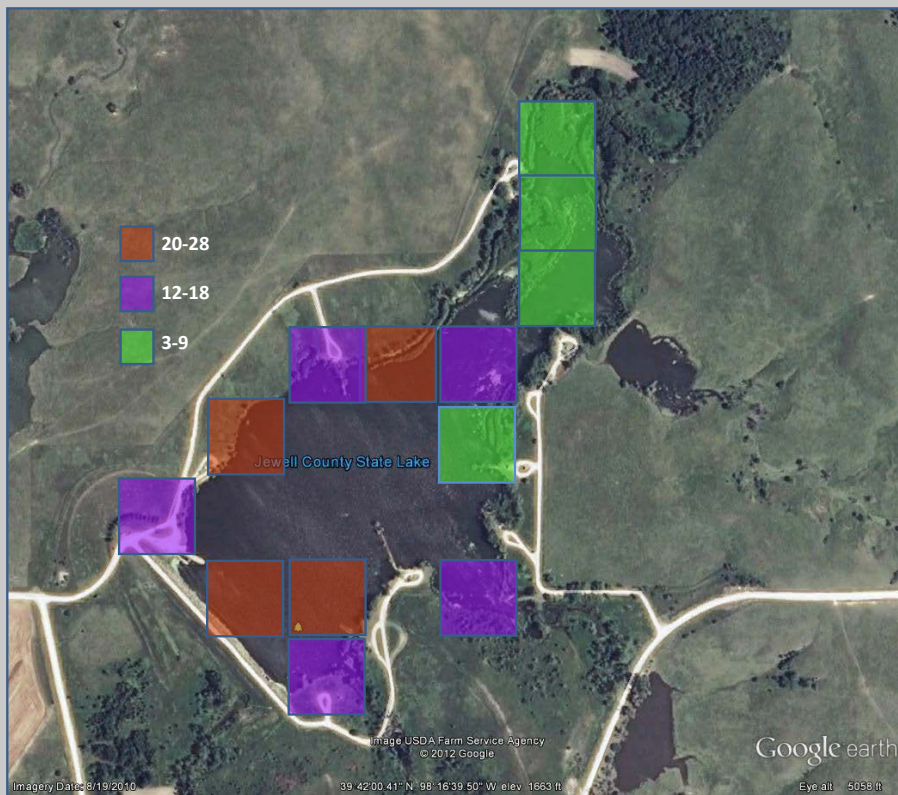 20-28
12-18
3-9
Jewell County State Lake
Image USDA Farm Service Agency
© 2012 Google
Google earth
Imagery Date: 8/19/2010
39°42'00.41" N 98°16'39.50" W elev 1663 ft
Eye alt 5058 ft